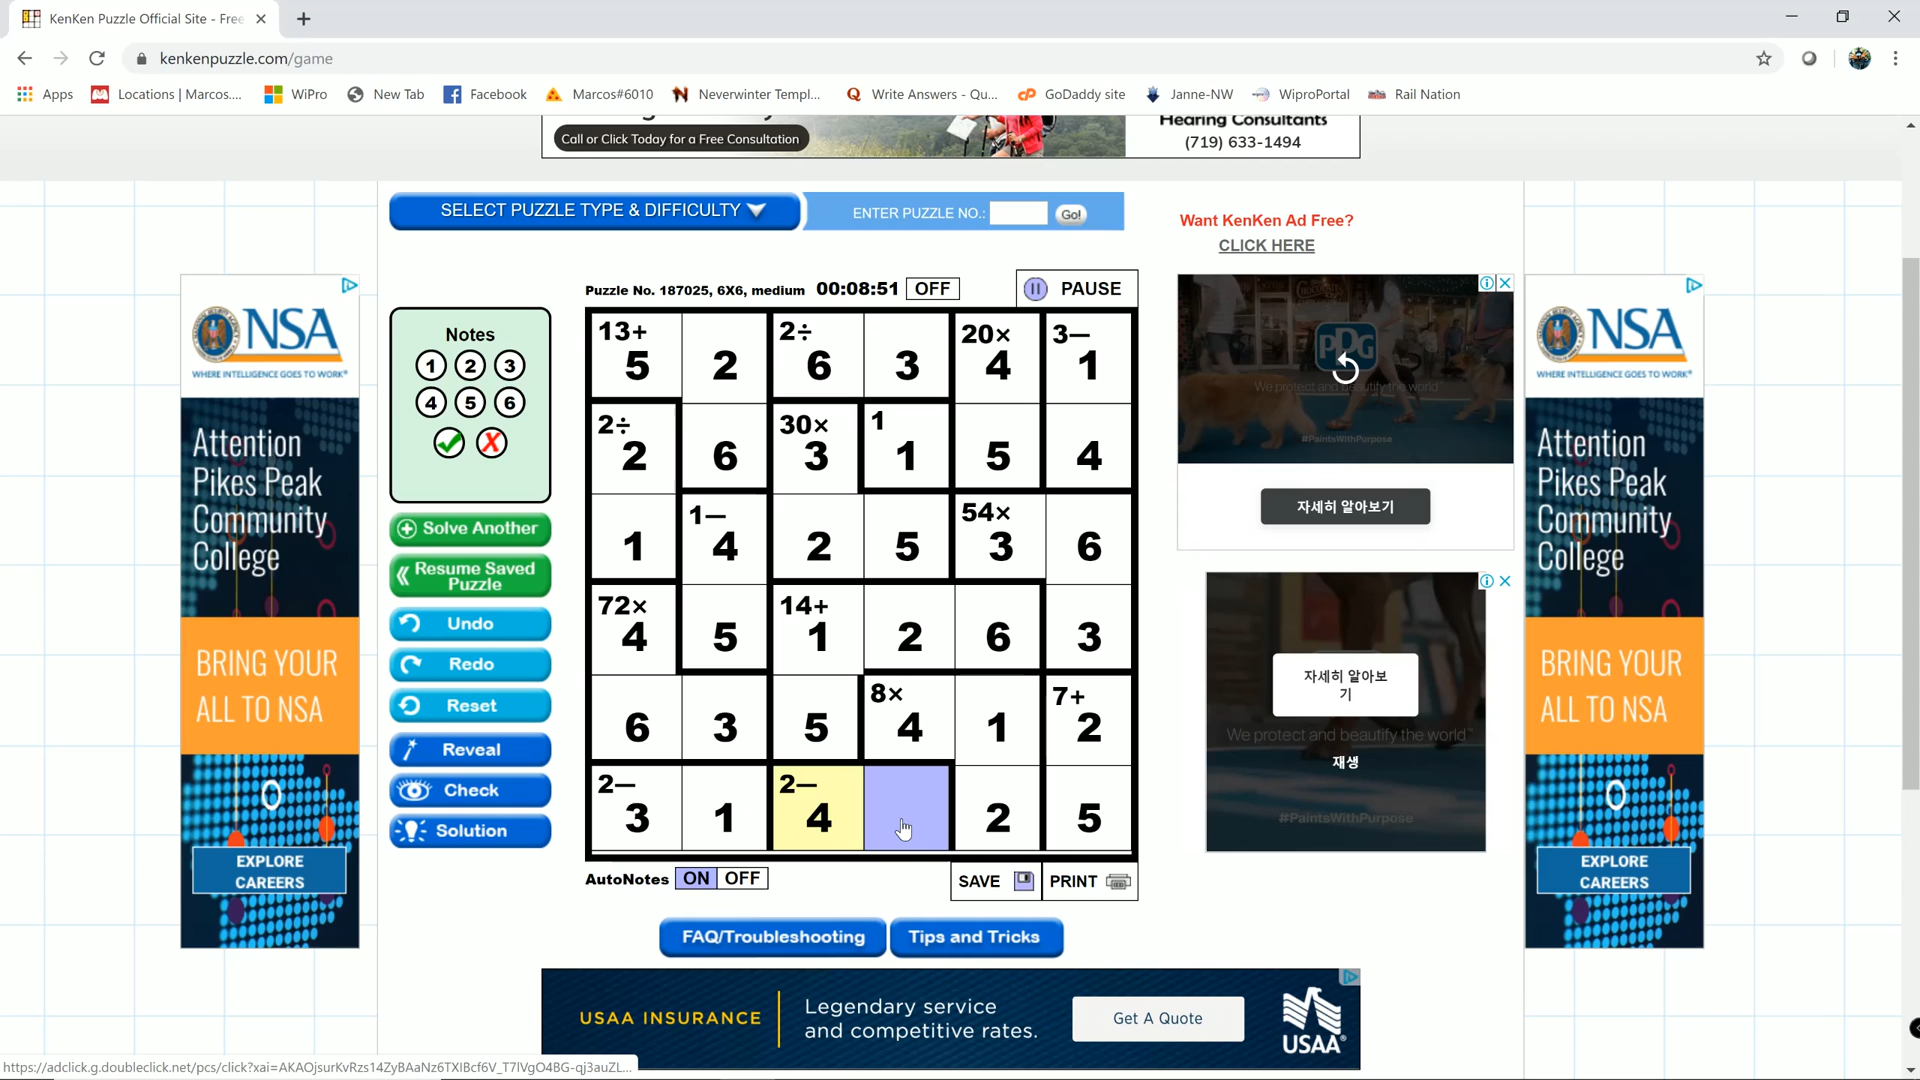 KenKen Puzzle Official Site - Free
kenkenpuzzle.com/game
Apps Locations | Marcos.... WiPro New Tab Facebook Marcos#6010 Neverwinter Templ... Write Answers - Qu... GoDaddy site Janne-NW WiproPortal Rail Nation
Call or Click Today for a Free Consultation
Hearing Consultants
(719) 633-1494
SELECT PUZZLE TYPE & DIFFICULTY
ENTER PUZZLE NO.: Go!
Want KenKen Ad Free?
CLICK HERE
Puzzle No. 187025, 6X6, medium 00:08:51 OFF PAUSE
NSA
WHERE INTELLIGENCE GOES TO WORK®
Attention
Pikes Peak
Community
College
BRING YOUR
ALL TO NSA
EXPLORE
CAREERS
Notes
1 2 3
4 5 6
✓ X
Solve Another
Resume Saved
Puzzle
Undo
Redo
Reset
Reveal
Check
Solution
13+ 2÷ 20× 3—
5 2 6 3 4 1
2÷ 30× 1
2 6 3 1 5 4
1— 54×
1 4 2 5 3 6
72× 14+
4 5 1 2 6 3
8× 7+
6 3 5 4 1 2
2— 2—
3 1 4 2 5
AutoNotes ON OFF
SAVE PRINT
FAQ/Troubleshooting Tips and Tricks
PPG
We protect and beautify the world™
#PaintsWithPurpose
자세히 알아보기
자세히 알아보
기
We protect and beautify the world™
재생
#PaintsWithPurpose
NSA
WHERE INTELLIGENCE GOES TO WORK®
Attention
Pikes Peak
Community
College
BRING YOUR
ALL TO NSA
EXPLORE
CAREERS
USAA INSURANCE
Legendary service
and competitive rates.
Get A Quote
USAA®